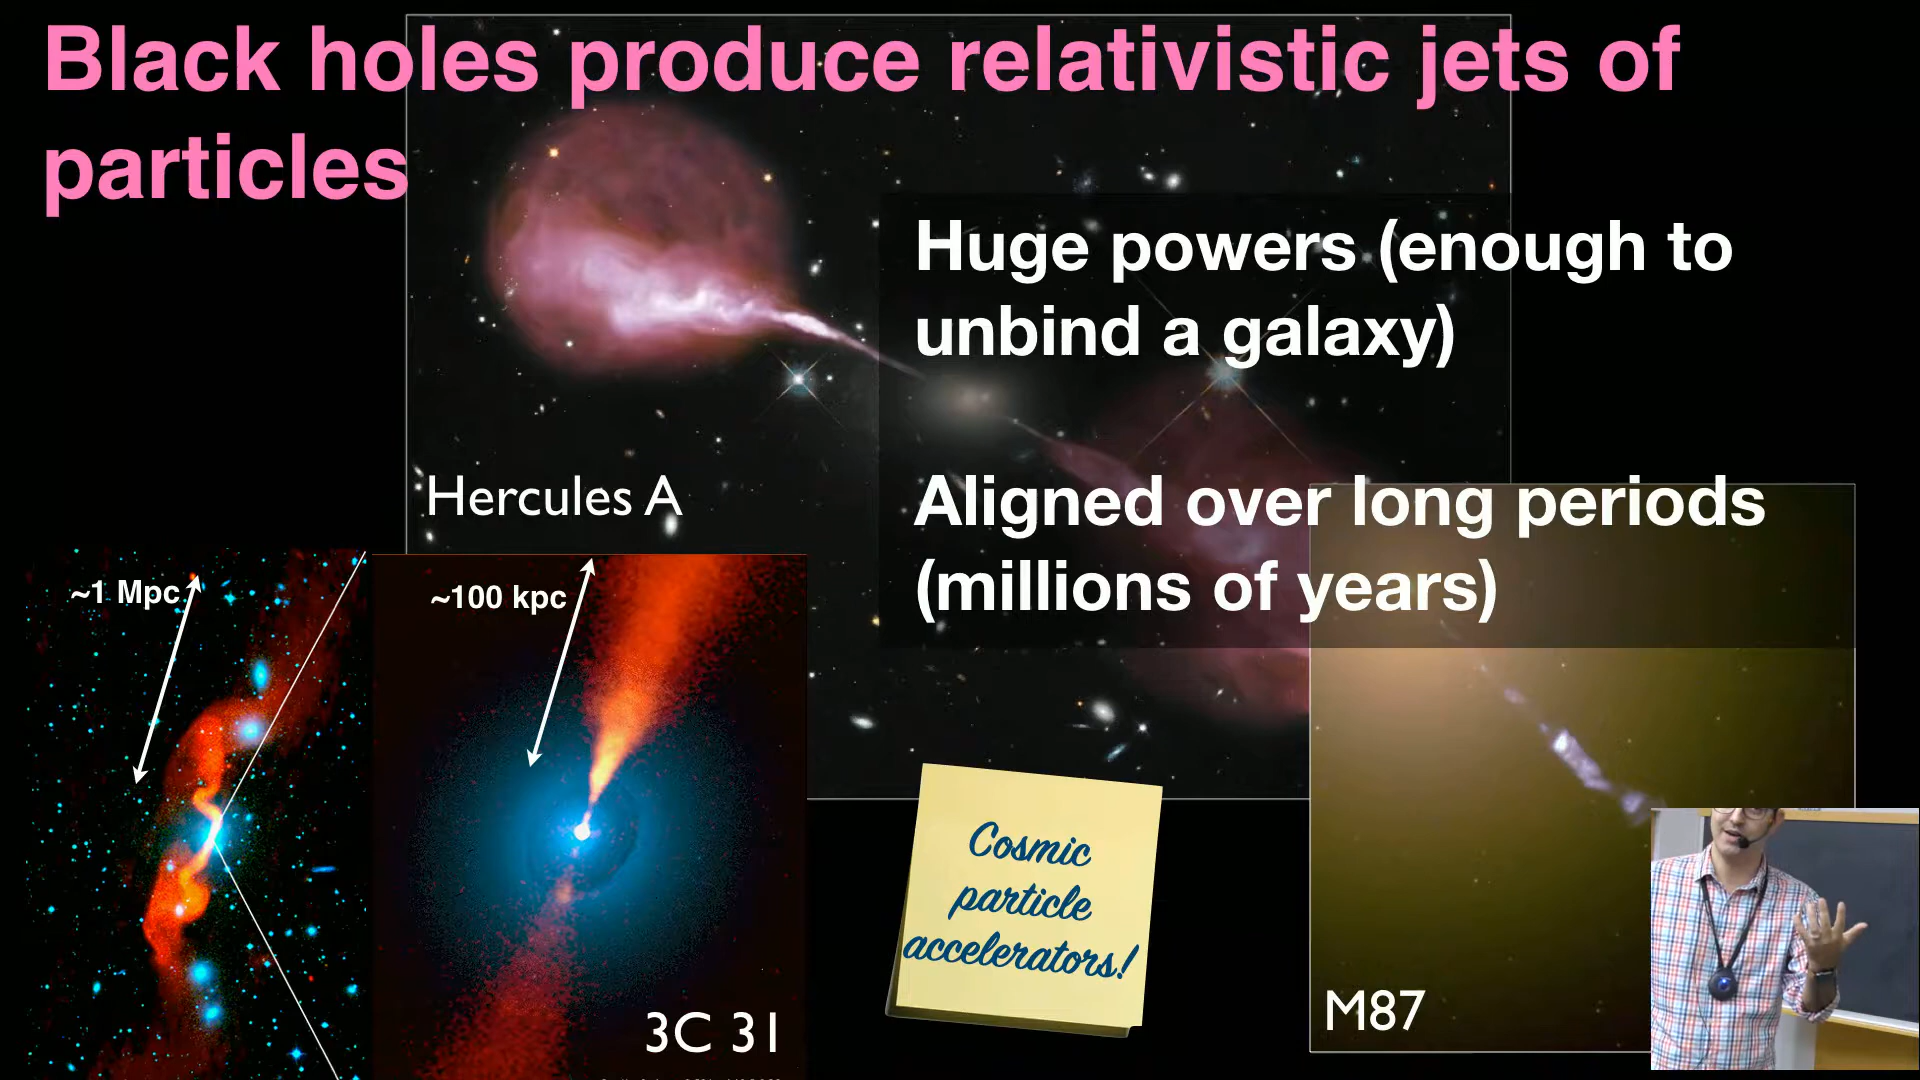 Black holes produce relativistic jets of
particles
Huge powers (enough to
unbind a galaxy)
Hercules A
Aligned over long periods
(millions of years)
~1 Mpc
~100 kpc
Cosmic
particle
accelerators!
M87
3C 31